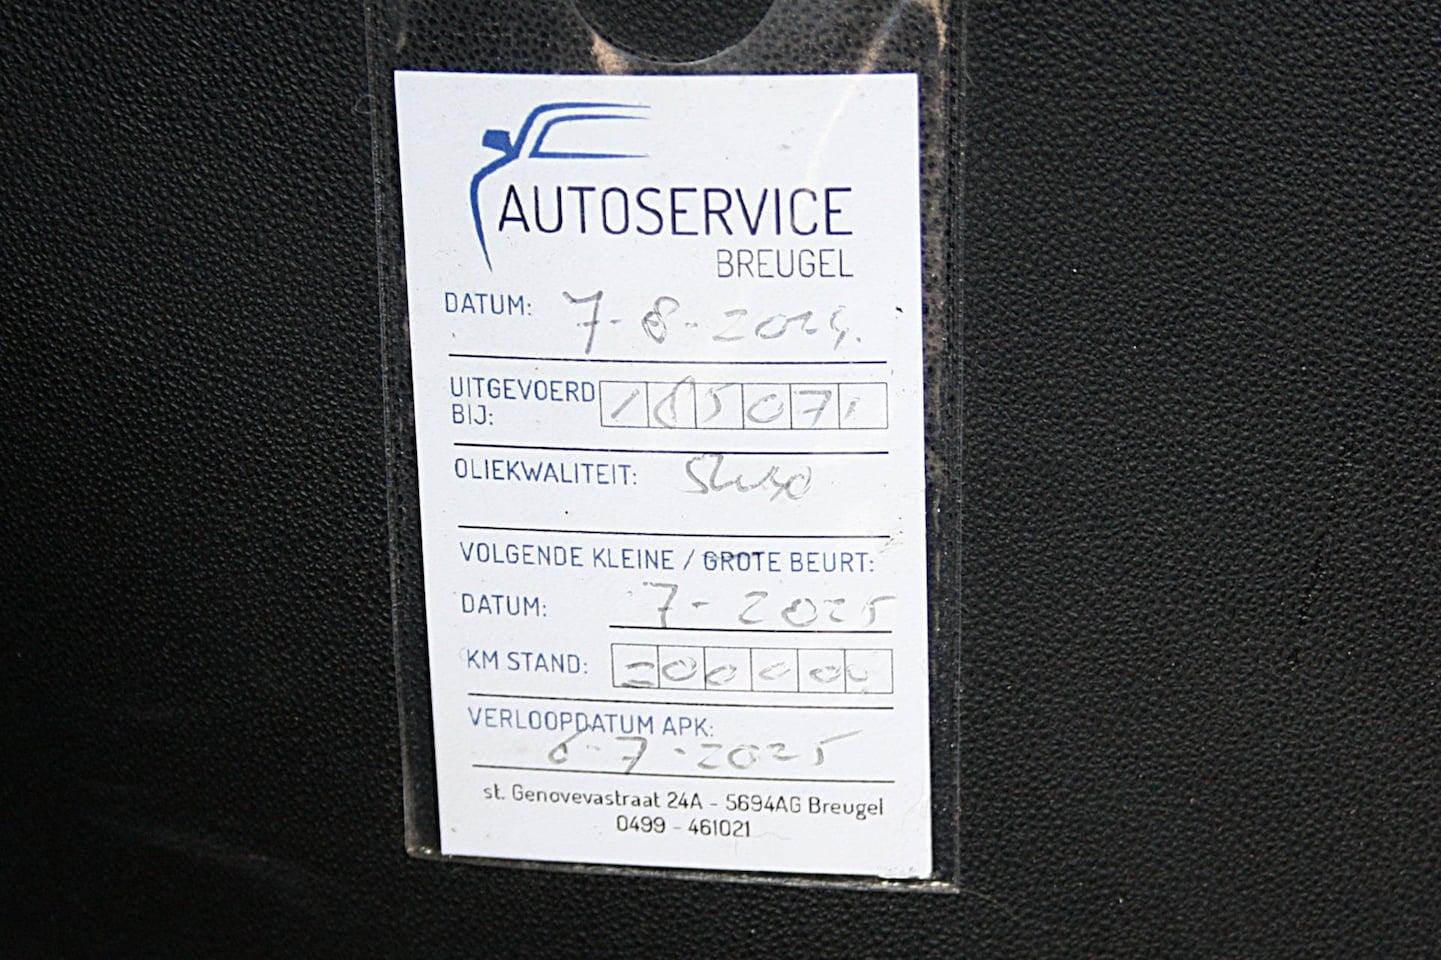 AUTOSERVICE
BREUGEL
DATUM: 7-8-2024.
UITGEVOERD
BIJ: 185071
OLIEKWALITEIT: 5W30
VOLGENDE KLEINE / GROTE BEURT:
DATUM: 7-2025
KM STAND: 200000
VERLOOPDATUM APK:
6-7-2025
st. Genovevastraat 24A - 5694AG Breugel
0499 - 461021